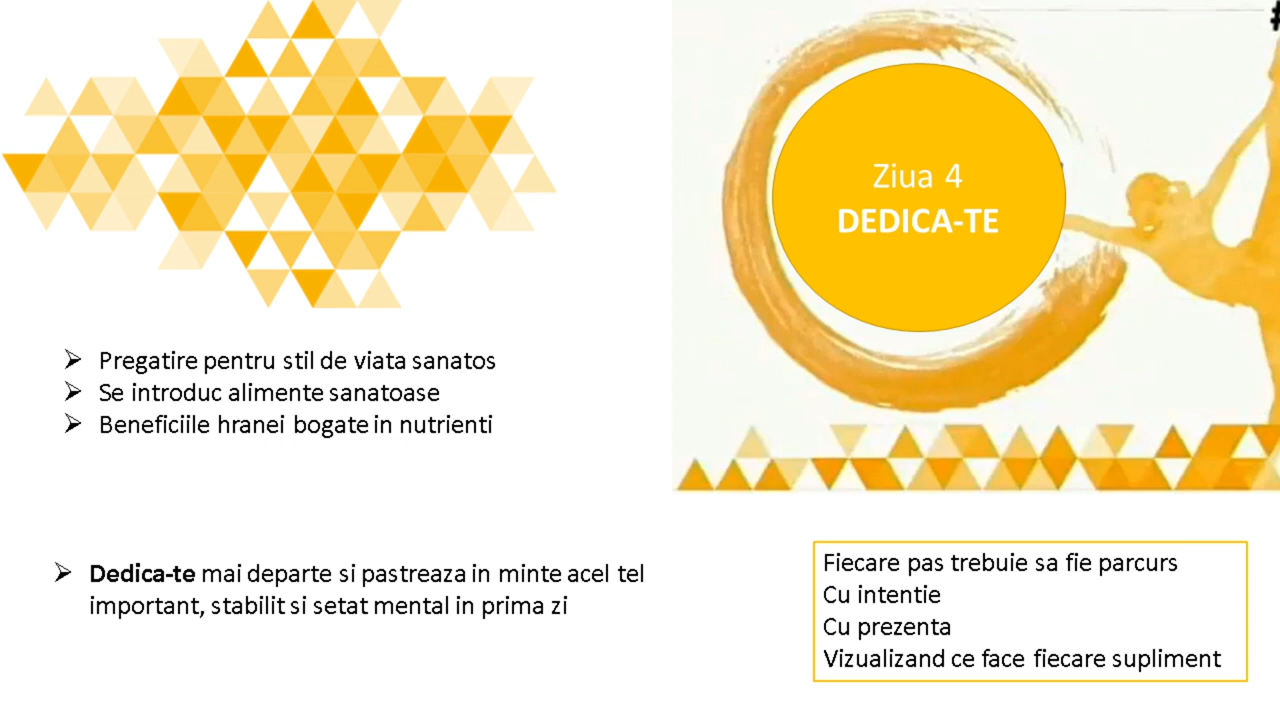 Ziua 4
DEDICA-TE
Pregatire pentru stil de viata sanatos
Se introduc alimente sanatoase
Beneficiile hranei bogate in nutrienti
Dedica-te mai departe si pastreaza in minte acel tel
important, stabilit si setat mental in prima zi
Fiecare pas trebuie sa fie parcurs
Cu intentie
Cu prezenta
Vizualizand ce face fiecare supliment